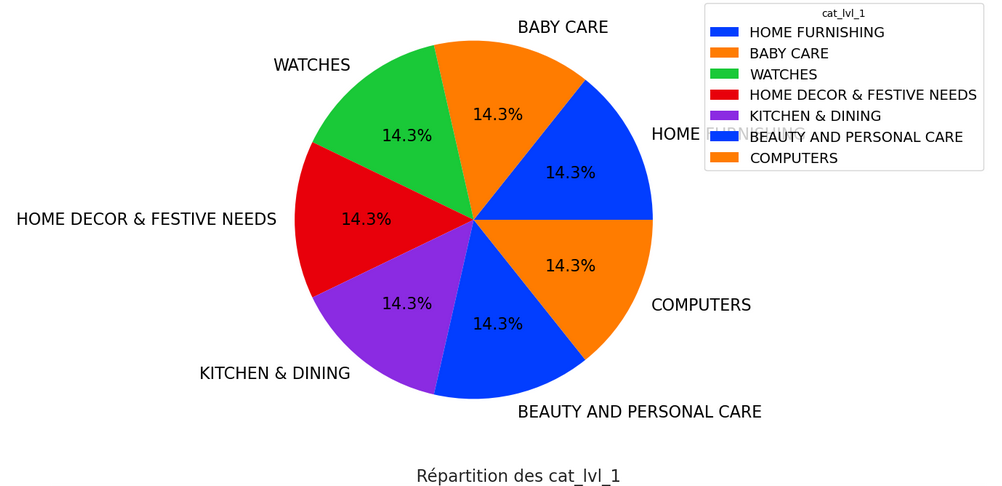 BABY CARE
WATCHES
HOME FURNISHING
HOME DECOR & FESTIVE NEEDS
KITCHEN & DINING
BEAUTY AND PERSONAL CARE
COMPUTERS
14.3%
14.3%
14.3%
14.3%
14.3%
14.3%
14.3%
cat_lvl_1
HOME FURNISHING
BABY CARE
WATCHES
HOME DECOR & FESTIVE NEEDS
KITCHEN & DINING
BEAUTY AND PERSONAL CARE
COMPUTERS
Répartition des cat_lvl_1